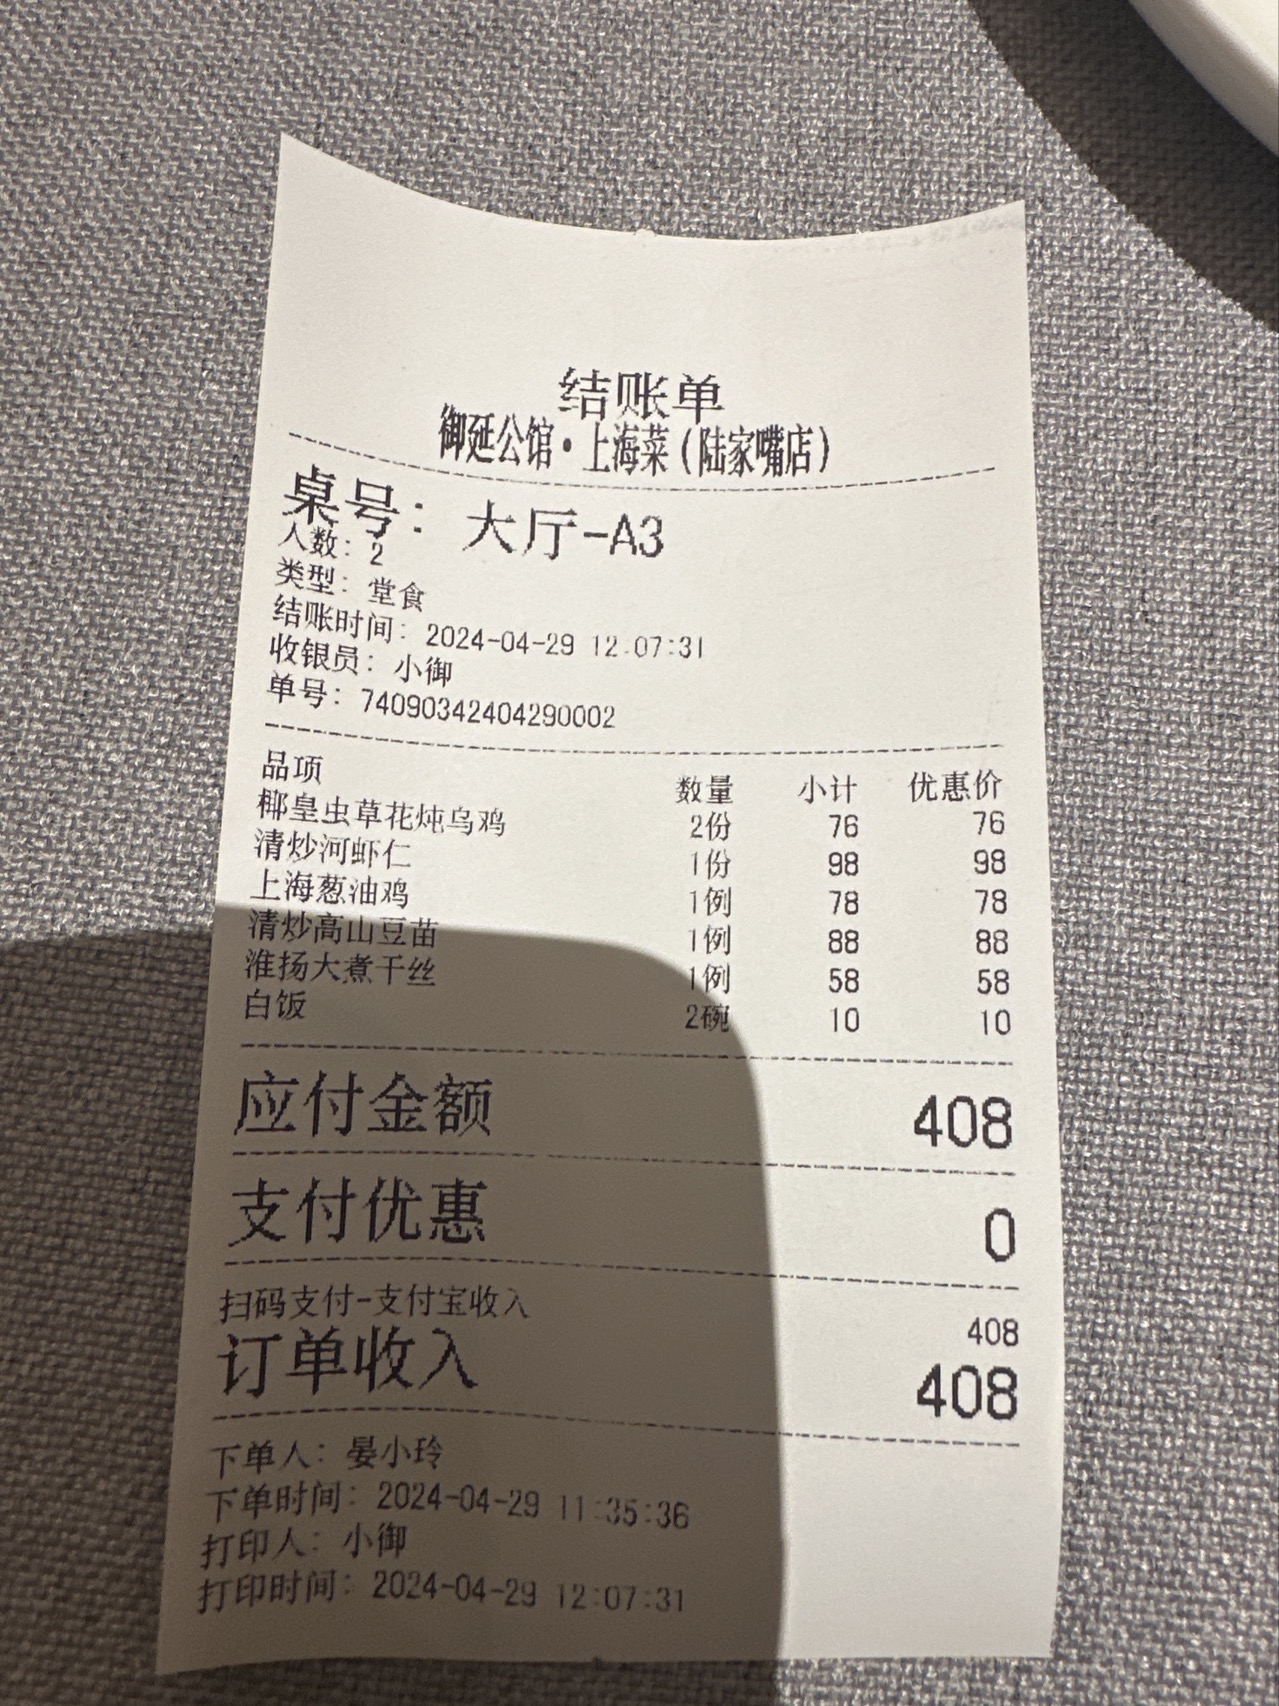 结账单
御延公馆·上海菜(陆家嘴店)
桌号: 大厅-A3
人数: 2
类型: 堂食
结账时间: 2024-04-29 12:07:31
收银员: 小御
单号: 74090342404290002
品项 数量 小计 优惠价
椰皇虫草花炖乌鸡 2份 76 76
清炒河虾仁 1份 98 98
上海葱油鸡 1例 78 78
清炒高山豆苗 1例 88 88
淮扬大煮干丝 1例 58 58
白饭 2碗 10 10
应付金额 408
支付优惠 0
扫码支付-支付宝收入 408
订单收入 408
下单人: 晏小玲
下单时间: 2024-04-29 11:35:36
打印人: 小御
打印时间: 2024-04-29 12:07:31